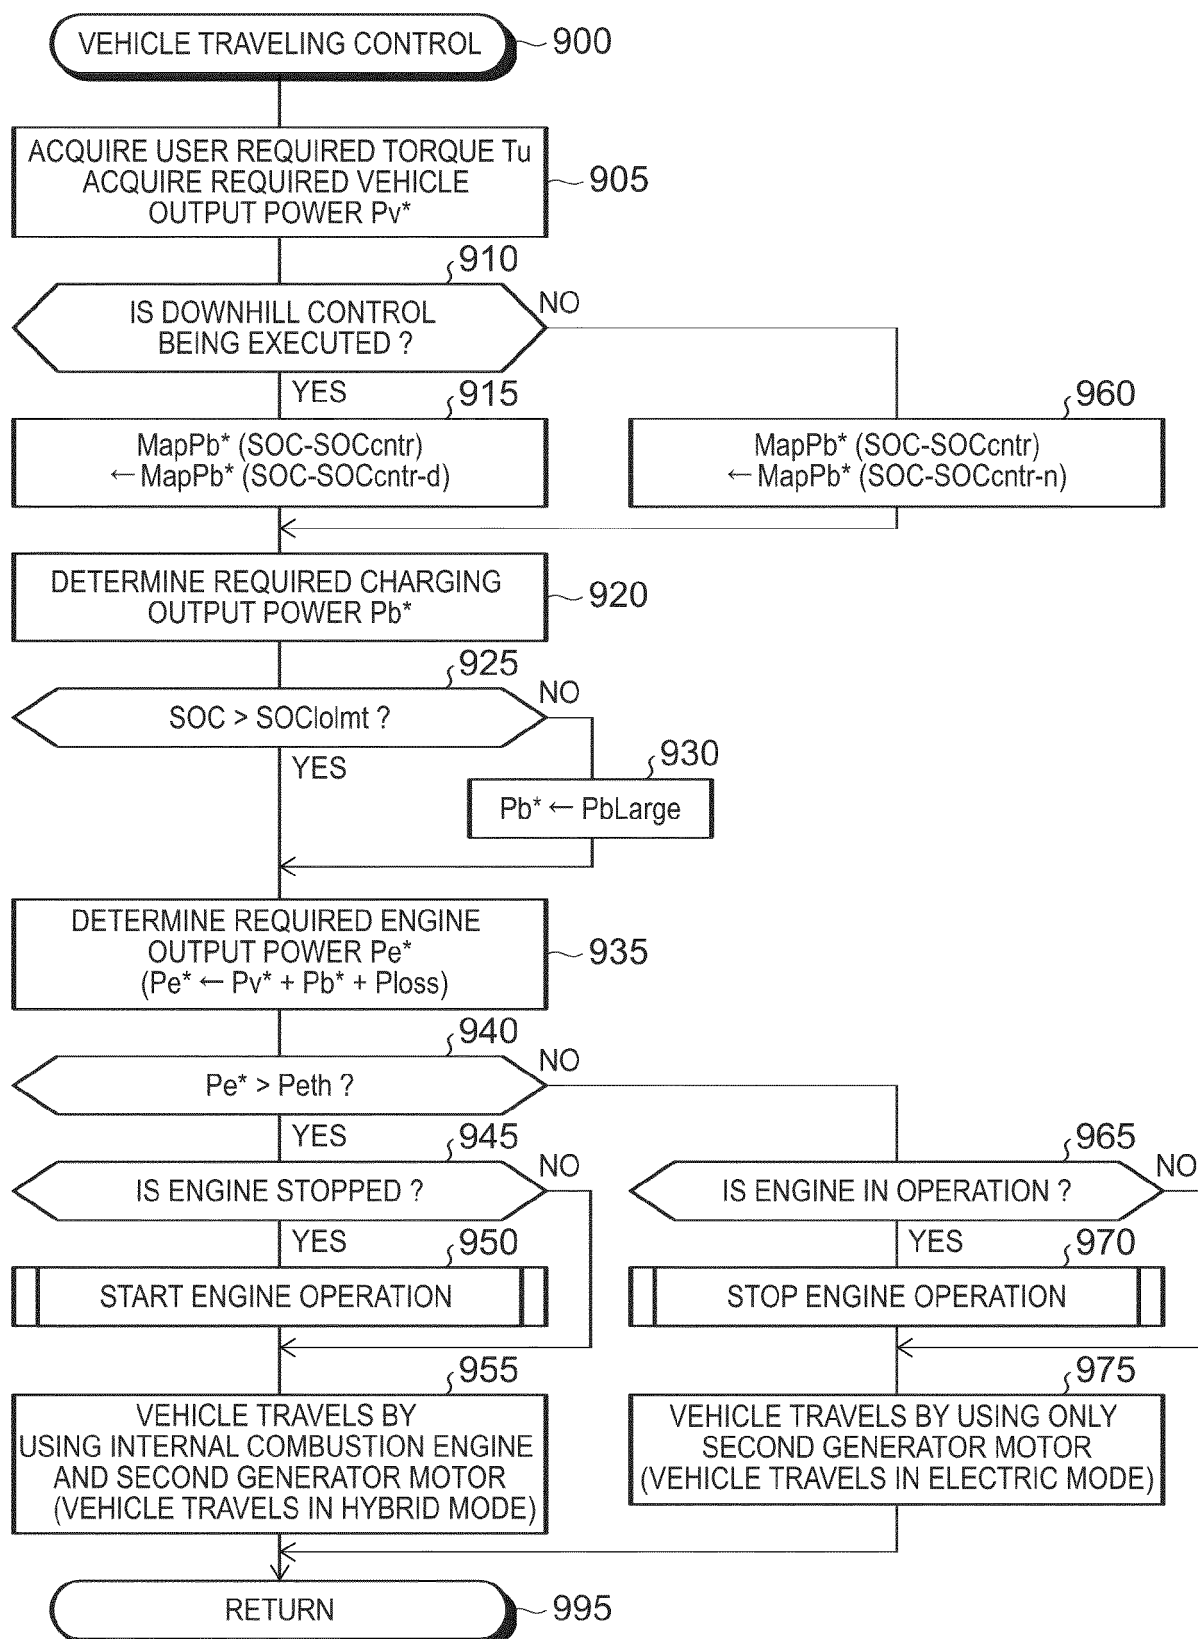 VEHICLE TRAVELING CONTROL
900
ACQUIRE USER REQUIRED TORQUE Tu
ACQUIRE REQUIRED VEHICLE
OUTPUT POWER Pv*
905
910
IS DOWNHILL CONTROL
BEING EXECUTED ?
NO
YES
915
MapPb* (SOC-SOCcntr)
← MapPb* (SOC-SOCcntr-d)
960
MapPb* (SOC-SOCcntr)
← MapPb* (SOC-SOCcntr-n)
DETERMINE REQUIRED CHARGING
OUTPUT POWER Pb*
920
925
SOC > SOClolmt ?
NO
YES
930
Pb* ← PbLarge
DETERMINE REQUIRED ENGINE
OUTPUT POWER Pe*
(Pe* ← Pv* + Pb* + Ploss)
935
940
Pe* > Peth ?
NO
YES
945
IS ENGINE STOPPED ?
NO
965
IS ENGINE IN OPERATION ?
NO
YES
950
START ENGINE OPERATION
YES
970
STOP ENGINE OPERATION
955
VEHICLE TRAVELS BY
USING INTERNAL COMBUSTION ENGINE
AND SECOND GENERATOR MOTOR
(VEHICLE TRAVELS IN HYBRID MODE)
975
VEHICLE TRAVELS BY USING ONLY
SECOND GENERATOR MOTOR
(VEHICLE TRAVELS IN ELECTRIC MODE)
RETURN
995